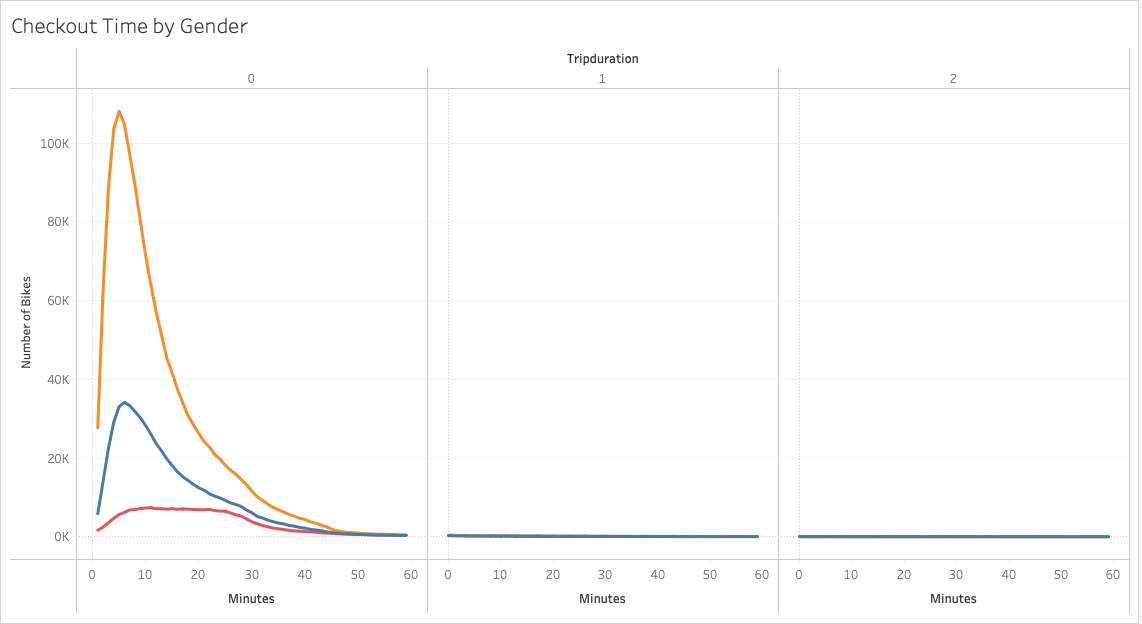 Checkout Time by Gender
Tripduration
0 1 2
100K
80K
60K
40K
20K
0K
Number of Bikes
0 10 20 30 40 50 60 0 10 20 30 40 50 60 0 10 20 30 40 50 60
Minutes Minutes Minutes